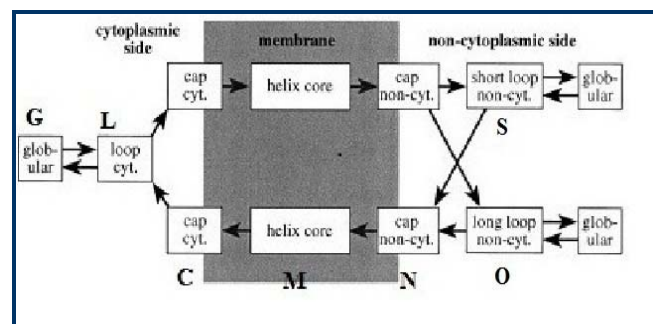 cytoplasmic
side
membrane
non-cytoplasmic side
cap
cyt.
helix core
cap
non-cyt.
short loop
non-cyt.
glob-
ular
G
L
S
glob-
ular
loop
cyt.
cap
cyt.
helix core
cap
non-cyt.
long loop
non-cyt.
glob-
ular
C
M
N
O